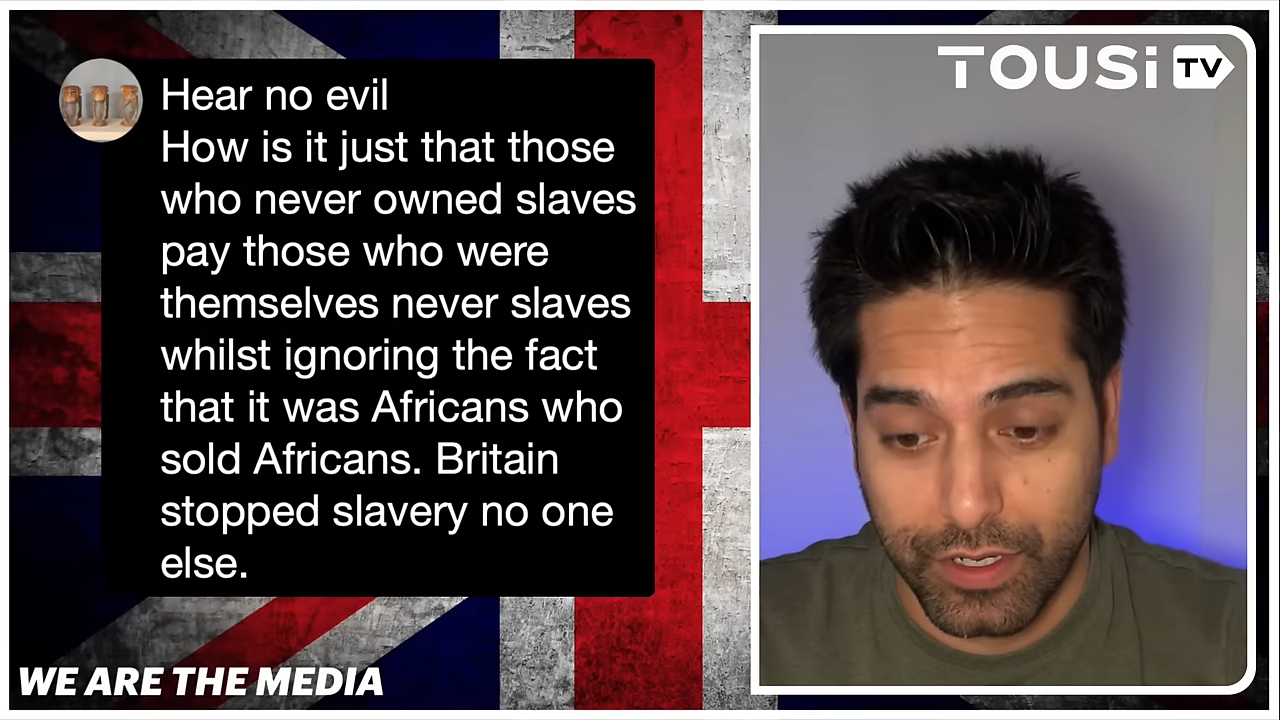 TOUSi TV
Hear no evil
How is it just that those
who never owned slaves
pay those who were
themselves never slaves
whilst ignoring the fact
that it was Africans who
sold Africans. Britain
stopped slavery no one
else.
WE ARE THE MEDIA